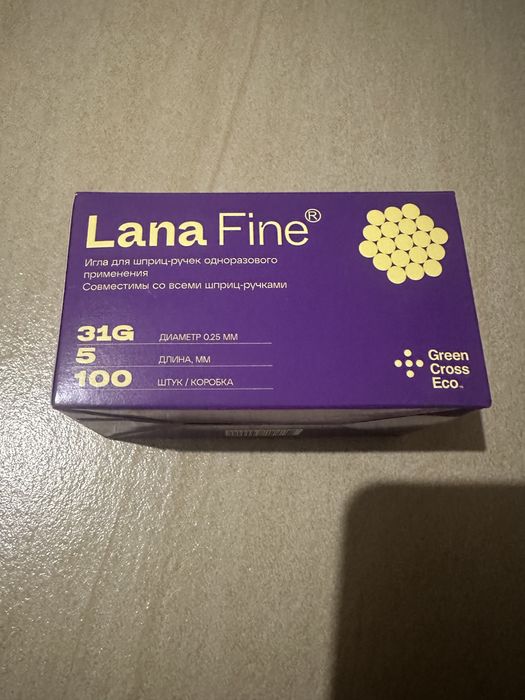 Lana Fine®
Игла для шприц-ручек одноразового
применения
Совместимы со всеми шприц-ручками
31G ДИАМЕТР 0.25 ММ
5 ДЛИНА, ММ
100 ШТУК / КОРОБКА
Green
Cross
Eco™